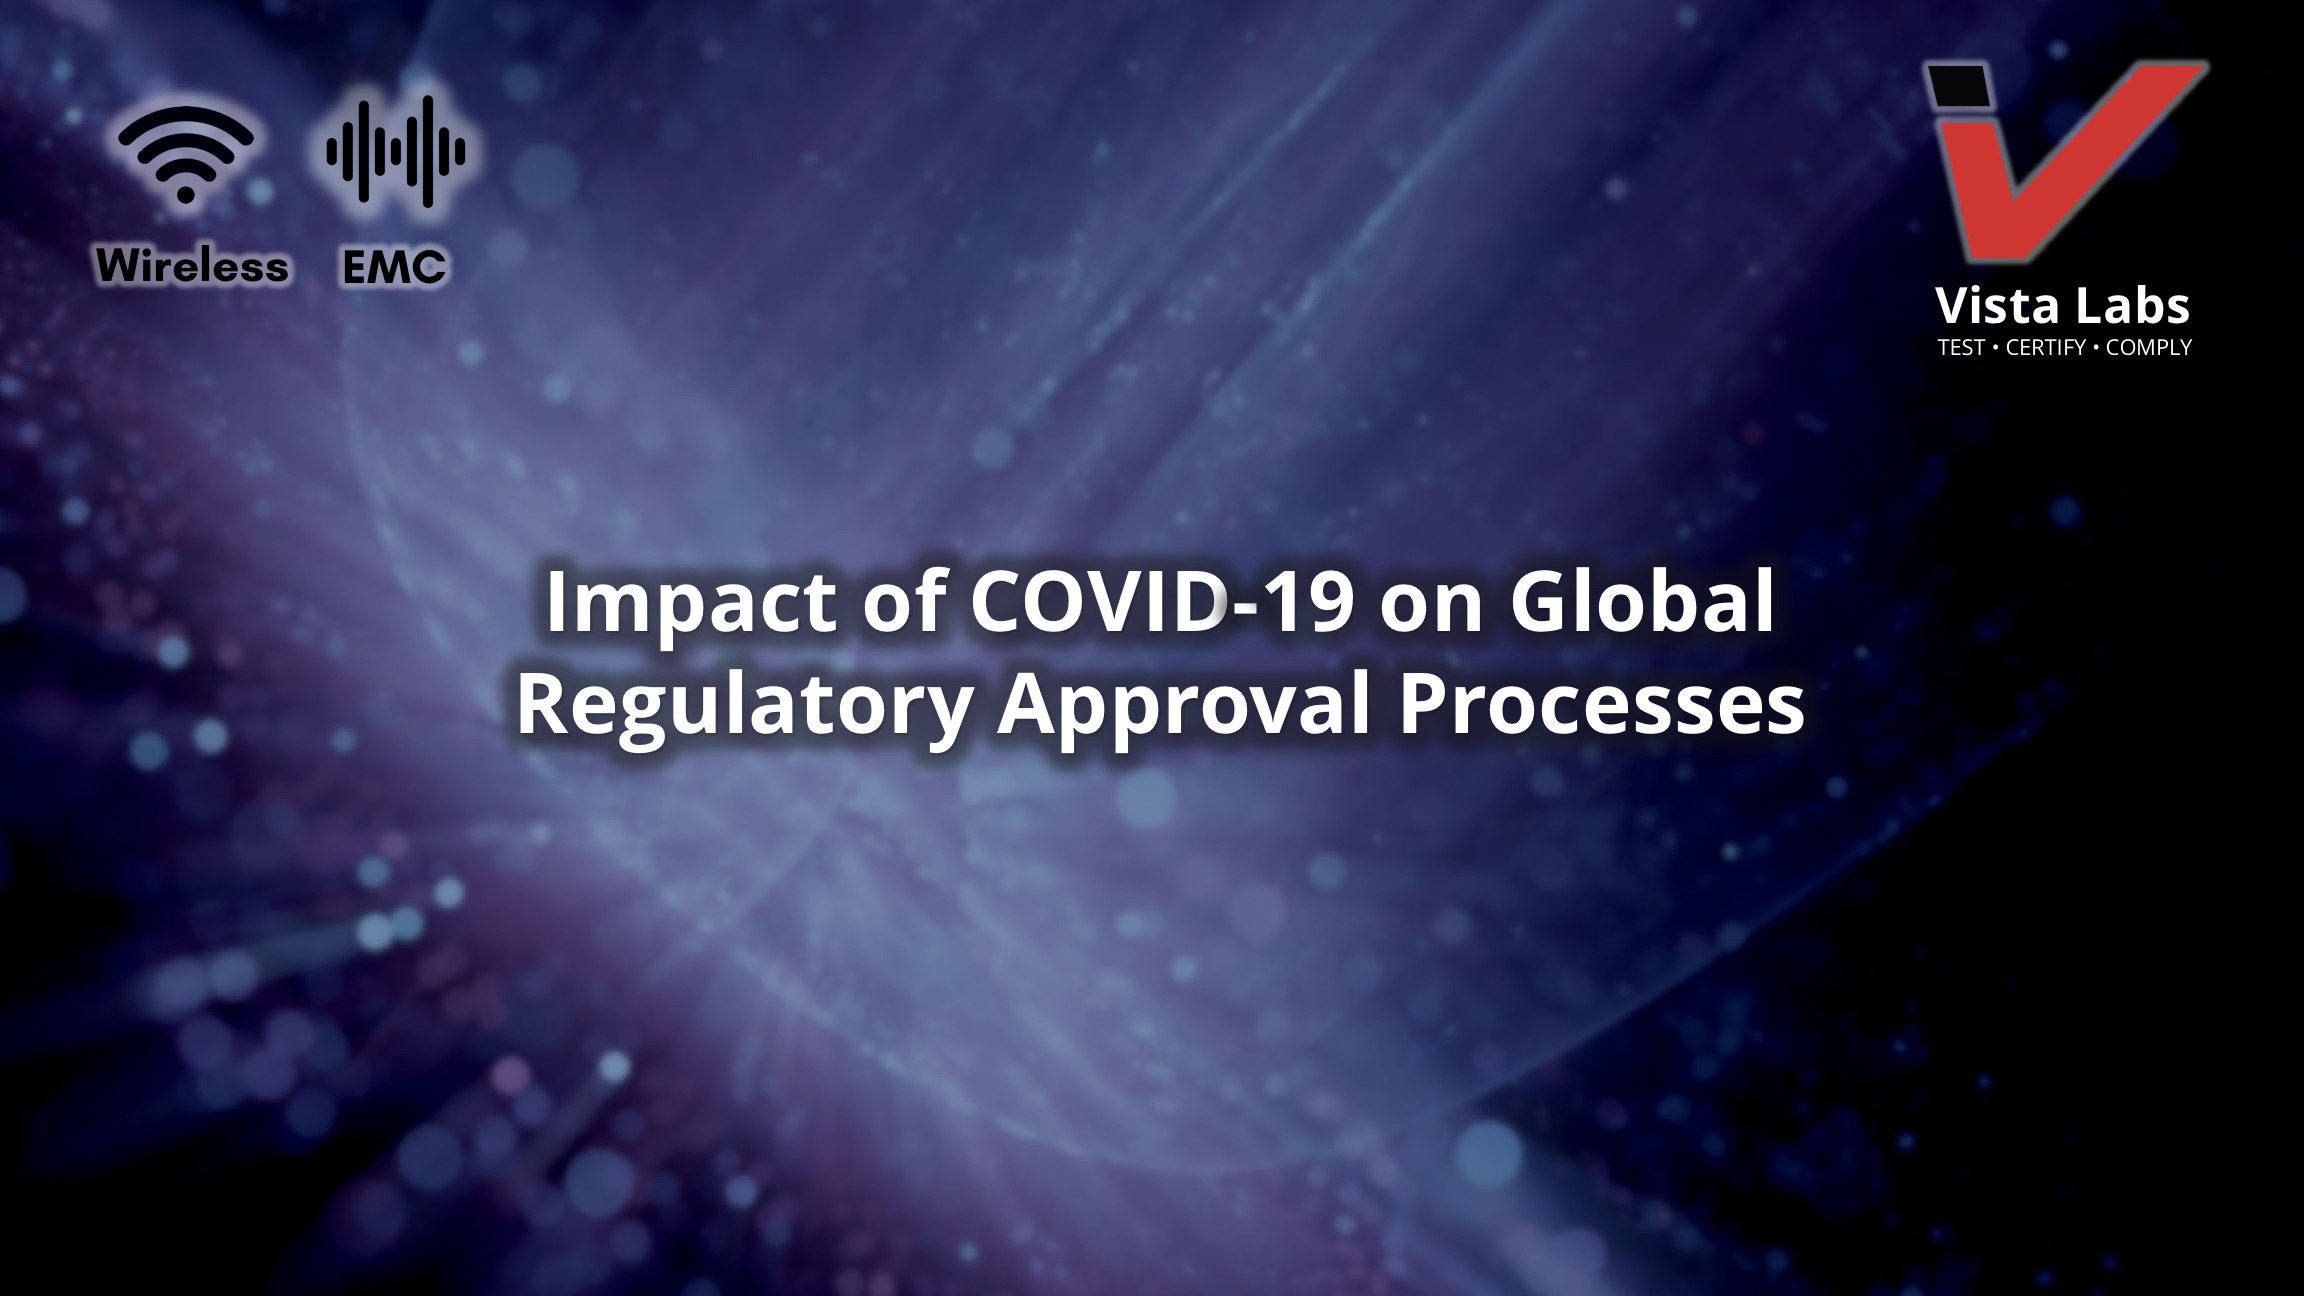 Wireless EMC
Vista Labs
TEST • CERTIFY • COMPLY
Impact of COVID-19 on Global
Regulatory Approval Processes